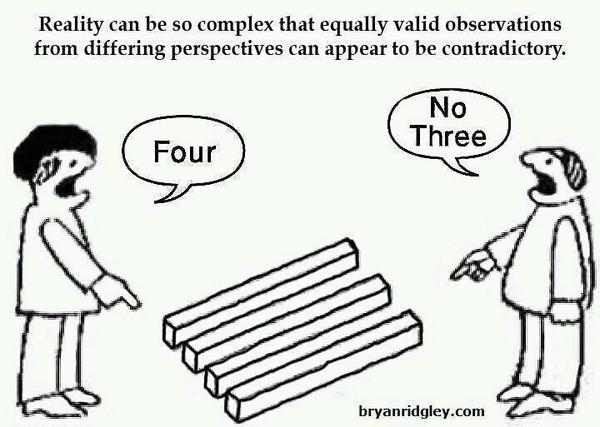 Reality can be so complex that equally valid observations
from differing perspectives can appear to be contradictory.
Four
No
Three
bryanridgley.com